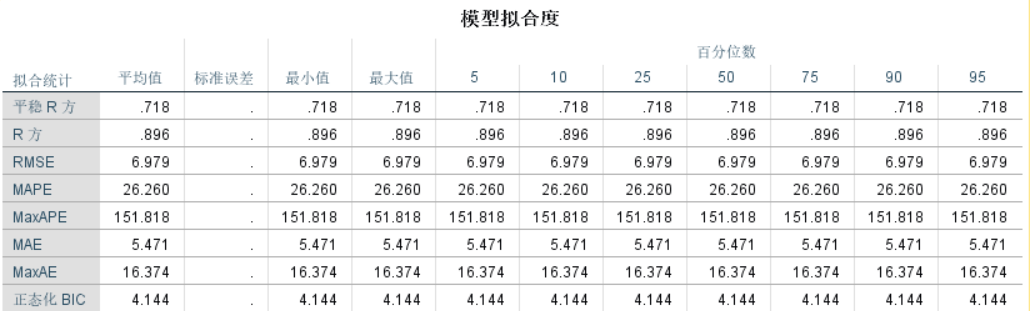 模型拟合度
百分位数
拟合统计 平均值 标准误差 最小值 最大值 5 10 25 50 75 90 95
平稳 R 方 .718 . .718 .718 .718 .718 .718 .718 .718 .718 .718
R 方 .896 . .896 .896 .896 .896 .896 .896 .896 .896 .896
RMSE 6.979 . 6.979 6.979 6.979 6.979 6.979 6.979 6.979 6.979 6.979
MAPE 26.260 . 26.260 26.260 26.260 26.260 26.260 26.260 26.260 26.260 26.260
MaxAPE 151.818 . 151.818 151.818 151.818 151.818 151.818 151.818 151.818 151.818 151.818
MAE 5.471 . 5.471 5.471 5.471 5.471 5.471 5.471 5.471 5.471 5.471
MaxAE 16.374 . 16.374 16.374 16.374 16.374 16.374 16.374 16.374 16.374 16.374
正态化 BIC 4.144 . 4.144 4.144 4.144 4.144 4.144 4.144 4.144 4.144 4.144